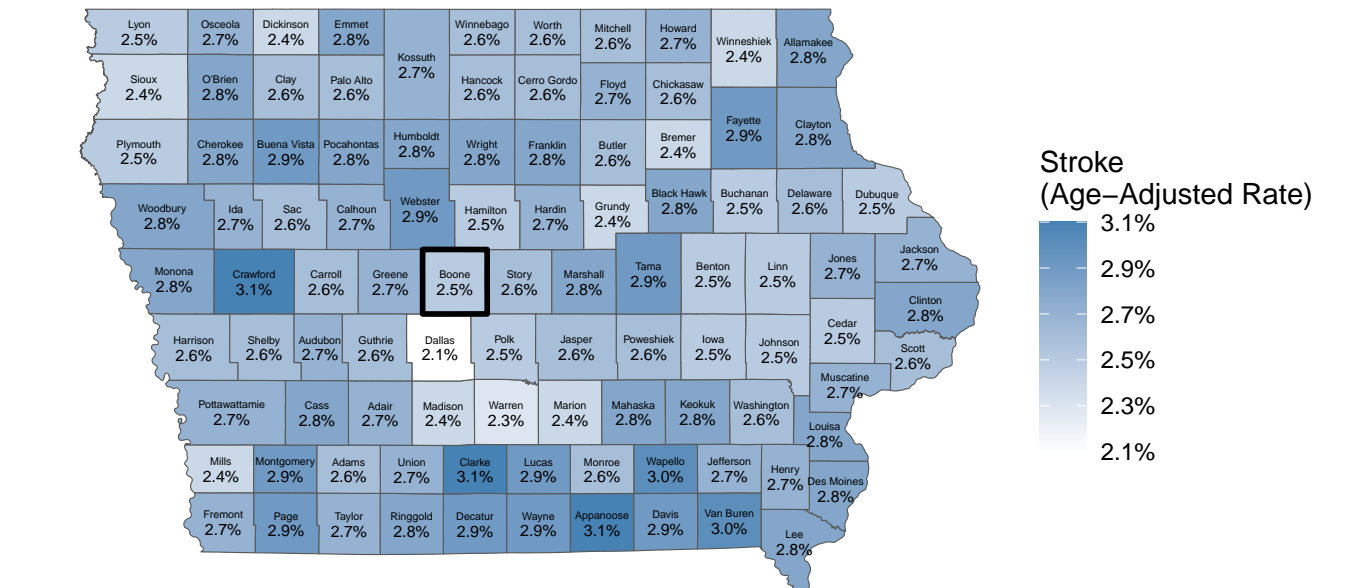 Lyon
2.5%
Osceola
2.7%
Dickinson
2.4%
Emmet
2.8%
Kossuth
2.7%
Winnebago
2.6%
Worth
2.6%
Mitchell
2.6%
Howard
2.7%
Winneshiek
2.4%
Allamakee
2.8%
Sioux
2.4%
O'Brien
2.8%
Clay
2.6%
Palo Alto
2.6%
Hancock
2.6%
Cerro Gordo
2.6%
Floyd
2.7%
Chickasaw
2.6%
Fayette
2.9%
Clayton
2.8%
Plymouth
2.5%
Cherokee
2.8%
Buena Vista
2.9%
Pocahontas
2.8%
Humboldt
2.8%
Wright
2.8%
Franklin
2.8%
Butler
2.6%
Bremer
2.4%
Woodbury
2.8%
Ida
2.7%
Sac
2.6%
Calhoun
2.7%
Webster
2.9%
Hamilton
2.5%
Hardin
2.7%
Grundy
2.4%
Black Hawk
2.8%
Buchanan
2.5%
Delaware
2.6%
Dubuque
2.5%
Monona
2.8%
Crawford
3.1%
Carroll
2.6%
Greene
2.7%
Boone
2.5%
Story
2.6%
Marshall
2.8%
Tama
2.9%
Benton
2.5%
Linn
2.5%
Jones
2.7%
Jackson
2.7%
Clinton
2.8%
Harrison
2.6%
Shelby
2.6%
Audubon
2.7%
Guthrie
2.6%
Dallas
2.1%
Polk
2.5%
Jasper
2.6%
Poweshiek
2.6%
Iowa
2.5%
Johnson
2.5%
Cedar
2.5%
Scott
2.6%
Muscatine
2.7%
Pottawattamie
2.7%
Cass
2.8%
Adair
2.7%
Madison
2.4%
Warren
2.3%
Marion
2.4%
Mahaska
2.8%
Keokuk
2.8%
Washington
2.6%
Louisa
2.8%
Mills
2.4%
Montgomery
2.9%
Adams
2.6%
Union
2.7%
Clarke
3.1%
Lucas
2.9%
Monroe
2.6%
Wapello
3.0%
Jefferson
2.7%
Henry
2.7%
Des Moines
2.8%
Fremont
2.7%
Page
2.9%
Taylor
2.7%
Ringgold
2.8%
Decatur
2.9%
Wayne
2.9%
Appanoose
3.1%
Davis
2.9%
Van Buren
3.0%
Lee
2.8%
Stroke
(Age−Adjusted Rate)
3.1%
2.9%
2.7%
2.5%
2.3%
2.1%